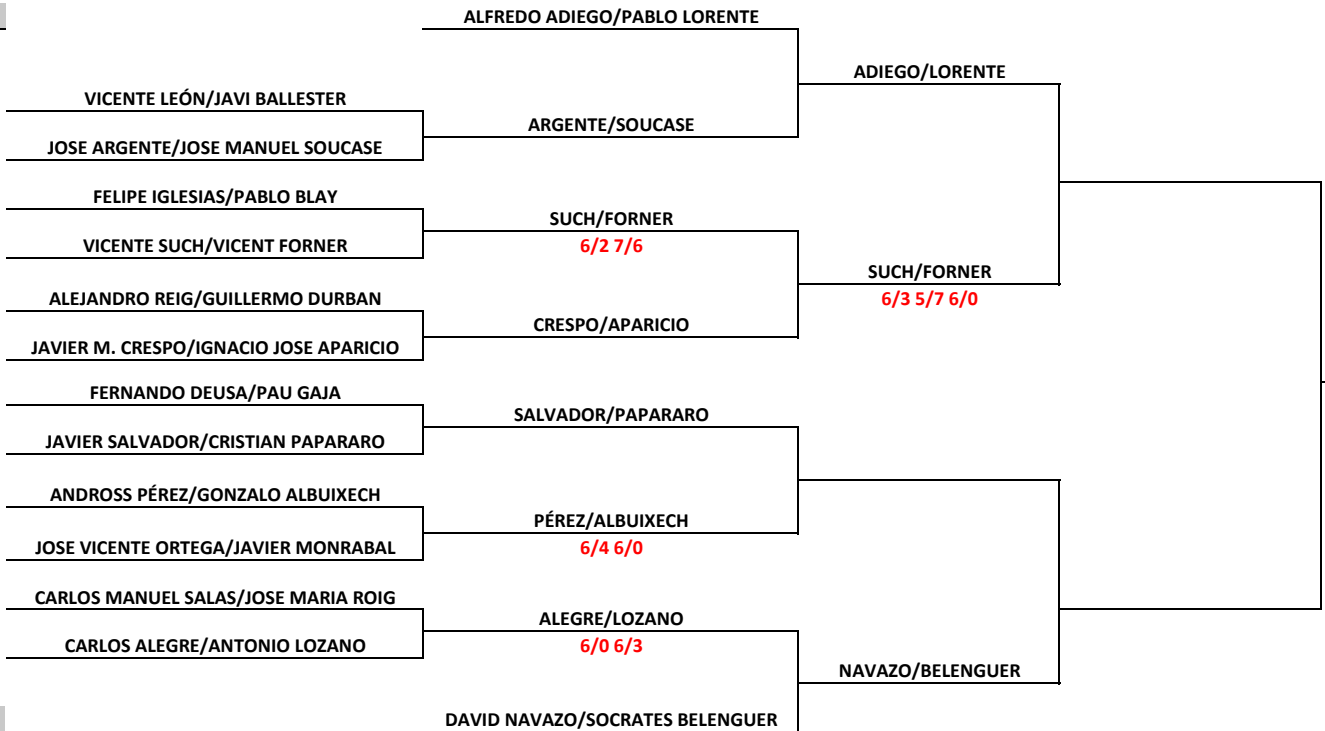 ALFREDO ADIEGO/PABLO LORENTE
ADIEGO/LORENTE
VICENTE LEÓN/JAVI BALLESTER
ARGENTE/SOUCASE
JOSE ARGENTE/JOSE MANUEL SOUCASE
FELIPE IGLESIAS/PABLO BLAY
SUCH/FORNER
VICENTE SUCH/VICENT FORNER
6/2 7/6
SUCH/FORNER
ALEJANDRO REIG/GUILLERMO DURBAN
6/3 5/7 6/0
CRESPO/APARICIO
JAVIER M. CRESPO/IGNACIO JOSE APARICIO
FERNANDO DEUSA/PAU GAJA
SALVADOR/PAPARARO
JAVIER SALVADOR/CRISTIAN PAPARARO
ANDROSS PÉREZ/GONZALO ALBUIXECH
PÉREZ/ALBUIXECH
JOSE VICENTE ORTEGA/JAVIER MONRABAL
6/4 6/0
CARLOS MANUEL SALAS/JOSE MARIA ROIG
ALEGRE/LOZANO
CARLOS ALEGRE/ANTONIO LOZANO
6/0 6/3
NAVAZO/BELENGUER
DAVID NAVAZO/SOCRATES BELENGUER